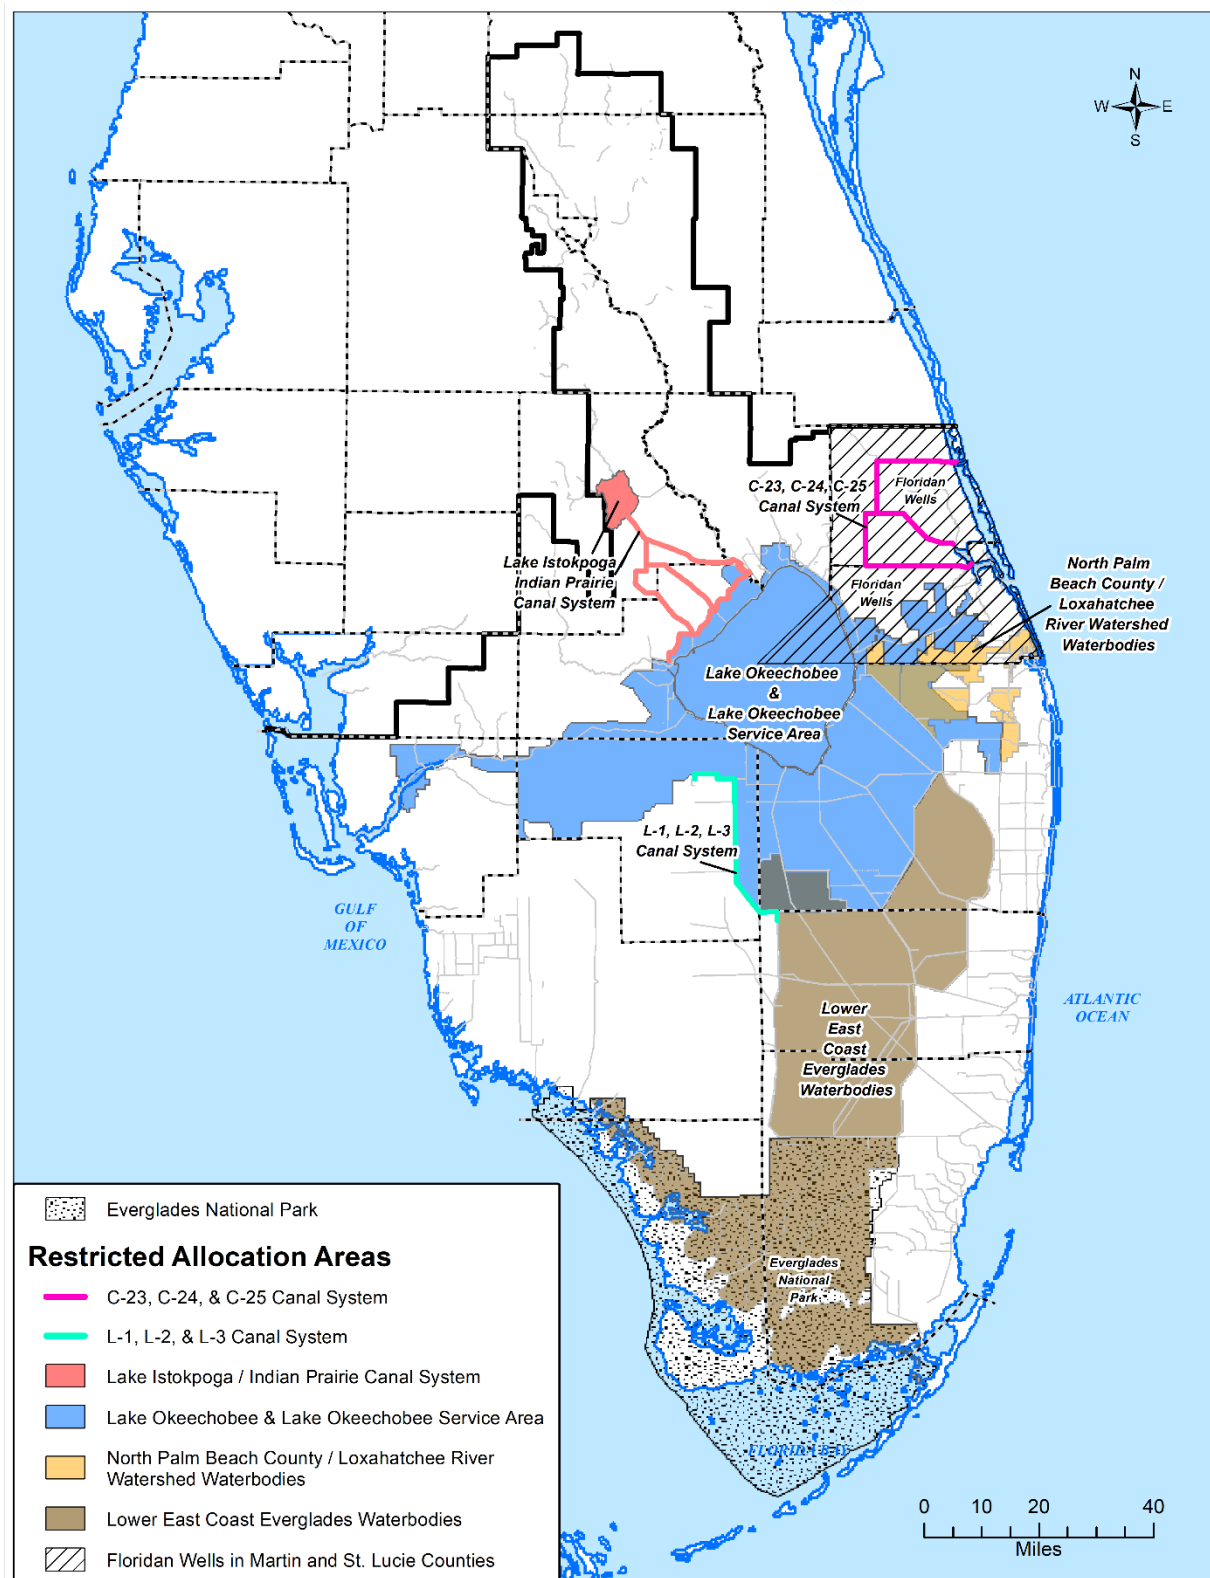 N
W E
S
C-23, C-24, C-25
Canal System
Floridan
Wells
Lake Istokpoga
Indian Prairie
Canal System
Floridan
Wells
North Palm
Beach County /
Loxahatchee
River Watershed
Waterbodies
Lake Okeechobee
&
Lake Okeechobee
Service Area
L-1, L-2, L-3
Canal System
GULF
OF
MEXICO
ATLANTIC
OCEAN
Lower
East
Coast
Everglades
Waterbodies
Everglades
National
Park
FLORIDA BAY
Everglades National Park
Restricted Allocation Areas
C-23, C-24, & C-25 Canal System
L-1, L-2, & L-3 Canal System
Lake Istokpoga / Indian Prairie Canal System
Lake Okeechobee & Lake Okeechobee Service Area
North Palm Beach County / Loxahatchee River
Watershed Waterbodies
Lower East Coast Everglades Waterbodies
Floridan Wells in Martin and St. Lucie Counties
0 10 20 40
Miles